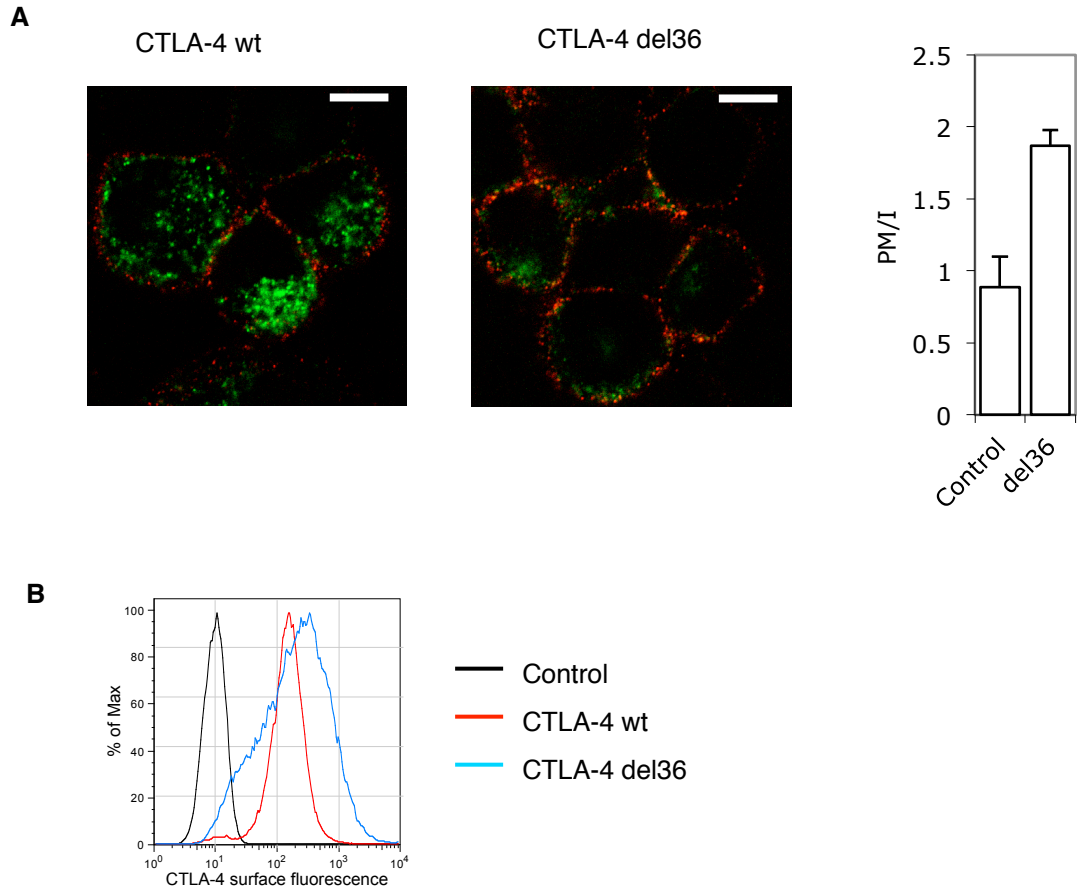 A
CTLA-4 wt
CTLA-4 del36
2.5
2
1.5
1
0.5
0
PM/I
Control
del36
B
100
80
60
40
20
0
% of Max
10^0
10^1
10^2
10^3
10^4
CTLA-4 surface fluorescence
Control
CTLA-4 wt
CTLA-4 del36